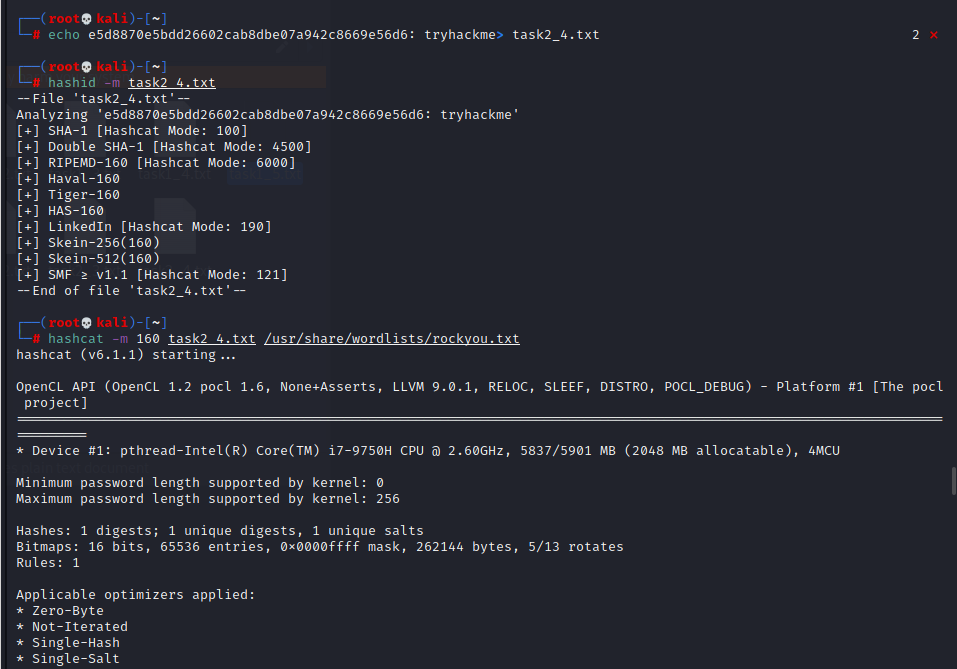 ┌──(root💀kali)-[~]
└─# echo e5d8870e5bdd26602cab8dbe07a942c8669e56d6: tryhackme> task2_4.txt 2 ⨯
┌──(root💀kali)-[~]
└─# hashid -m task2_4.txt
--File 'task2_4.txt'--
Analyzing 'e5d8870e5bdd26602cab8dbe07a942c8669e56d6: tryhackme'
[+] SHA-1 [Hashcat Mode: 100]
[+] Double SHA-1 [Hashcat Mode: 4500]
[+] RIPEMD-160 [Hashcat Mode: 6000]
[+] Haval-160
[+] Tiger-160
[+] HAS-160
[+] LinkedIn [Hashcat Mode: 190]
[+] Skein-256(160)
[+] Skein-512(160)
[+] SMF ≥ v1.1 [Hashcat Mode: 121]
--End of file 'task2_4.txt'--
┌──(root💀kali)-[~]
└─# hashcat -m 160 task2_4.txt /usr/share/wordlists/rockyou.txt
hashcat (v6.1.1) starting...
OpenCL API (OpenCL 1.2 pocl 1.6, None+Asserts, LLVM 9.0.1, RELOC, SLEEF, DISTRO, POCL_DEBUG) - Platform #1 [The pocl
project]
====================================================================================================================
=========
* Device #1: pthread-Intel(R) Core(TM) i7-9750H CPU @ 2.60GHz, 5837/5901 MB (2048 MB allocatable), 4MCU
Minimum password length supported by kernel: 0
Maximum password length supported by kernel: 256
Hashes: 1 digests; 1 unique digests, 1 unique salts
Bitmaps: 16 bits, 65536 entries, 0x0000ffff mask, 262144 bytes, 5/13 rotates
Rules: 1
Applicable optimizers applied:
* Zero-Byte
* Not-Iterated
* Single-Hash
* Single-Salt